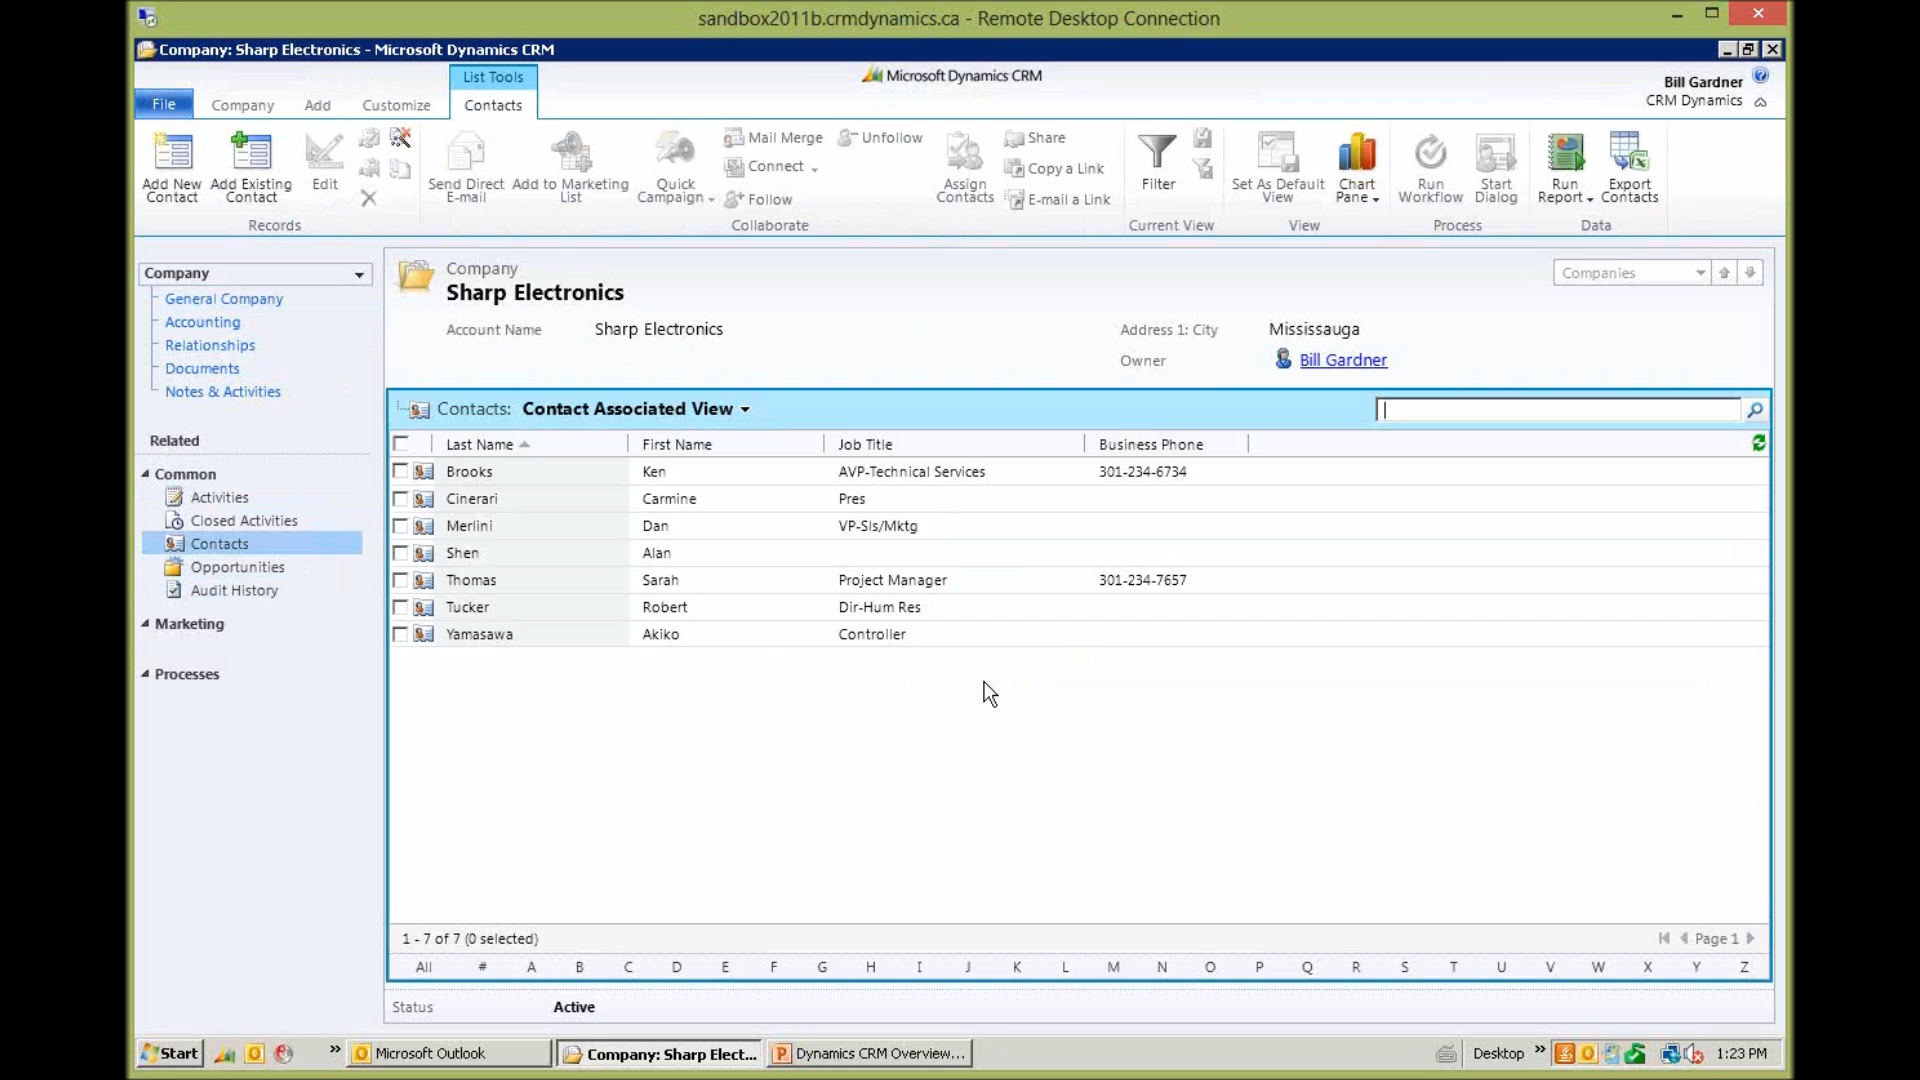 sandbox2011b.crmdynamics.ca - Remote Desktop Connection
Company: Sharp Electronics - Microsoft Dynamics CRM
List Tools
Microsoft Dynamics CRM
Bill Gardner
CRM Dynamics
File Company Add Customize Contacts
Add New Contact
Add Existing Contact
Edit
Records
Send Direct E-mail
Add to Marketing List
Quick Campaign
Mail Merge
Connect
Follow
Unfollow
Collaborate
Assign Contacts
Share
Copy a Link
E-mail a Link
Filter
Current View
Set As Default View
Chart Pane
View
Run Workflow
Start Dialog
Process
Run Report
Export Contacts
Data
Company
General Company
Accounting
Relationships
Documents
Notes & Activities
Related
Common
Activities
Closed Activities
Contacts
Opportunities
Audit History
Marketing
Processes
Company
Sharp Electronics
Companies
Account Name Sharp Electronics Address 1: City Mississauga
Owner Bill Gardner
Contacts: Contact Associated View
Last Name First Name Job Title Business Phone
Brooks Ken AVP-Technical Services 301-234-6734
Cinerari Carmine Pres
Merlini Dan VP-Sls/Mktg
Shen Alan
Thomas Sarah Project Manager 301-234-7657
Tucker Robert Dir-Hum Res
Yamasawa Akiko Controller
1 - 7 of 7 (0 selected) Page 1
All # A B C D E F G H I J K L M N O P Q R S T U V W X Y Z
Status Active
Start Microsoft Outlook Company: Sharp Elect... Dynamics CRM Overview... Desktop 1:23 PM